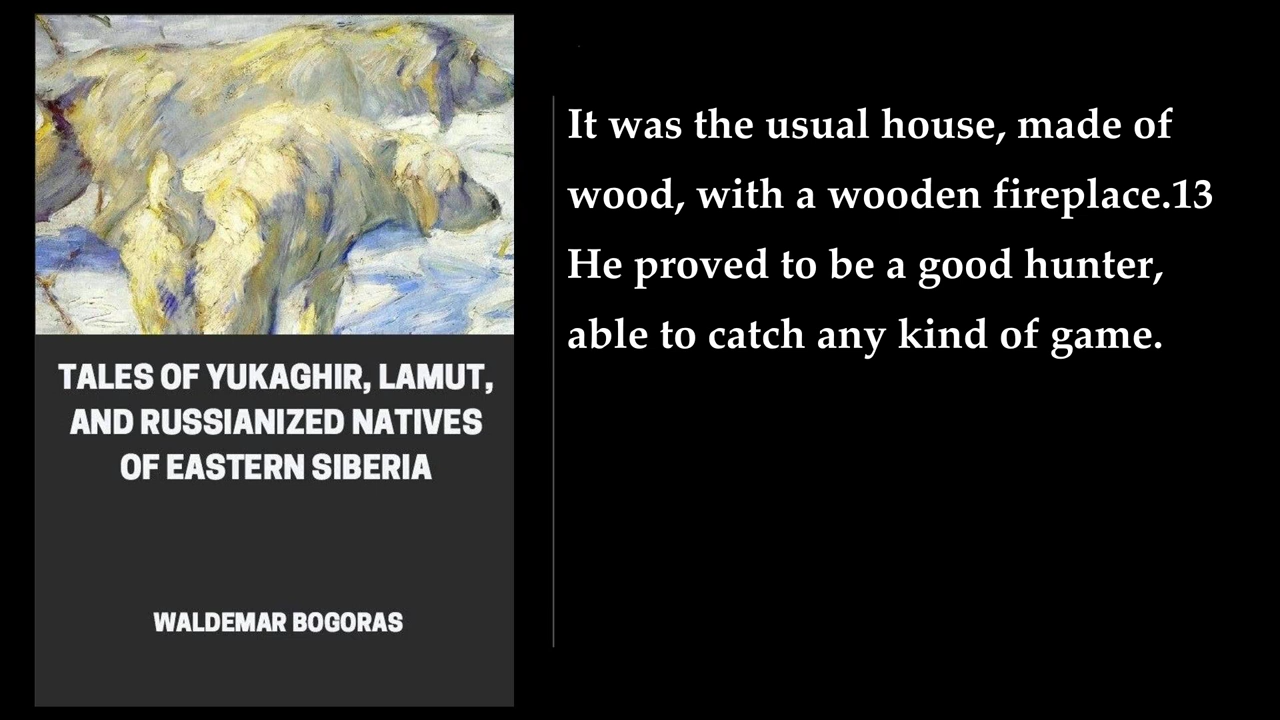 TALES OF YUKAGHIR, LAMUT,
AND RUSSIANIZED NATIVES
OF EASTERN SIBERIA
WALDEMAR BOGORAS
It was the usual house, made of
wood, with a wooden fireplace.13
He proved to be a good hunter,
able to catch any kind of game.